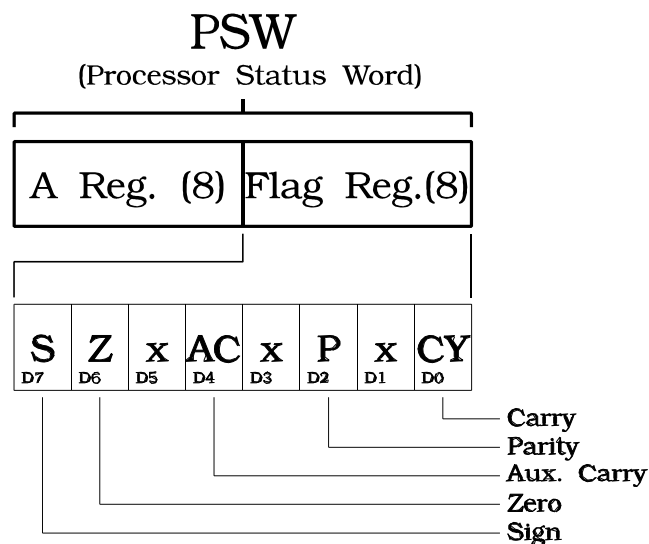 PSW
(Processor Status Word)
A Reg. (8) Flag Reg.(8)
S Z x AC x P x CY
D7 D6 D5 D4 D3 D2 D1 D0
Carry
Parity
Aux. Carry
Zero
Sign